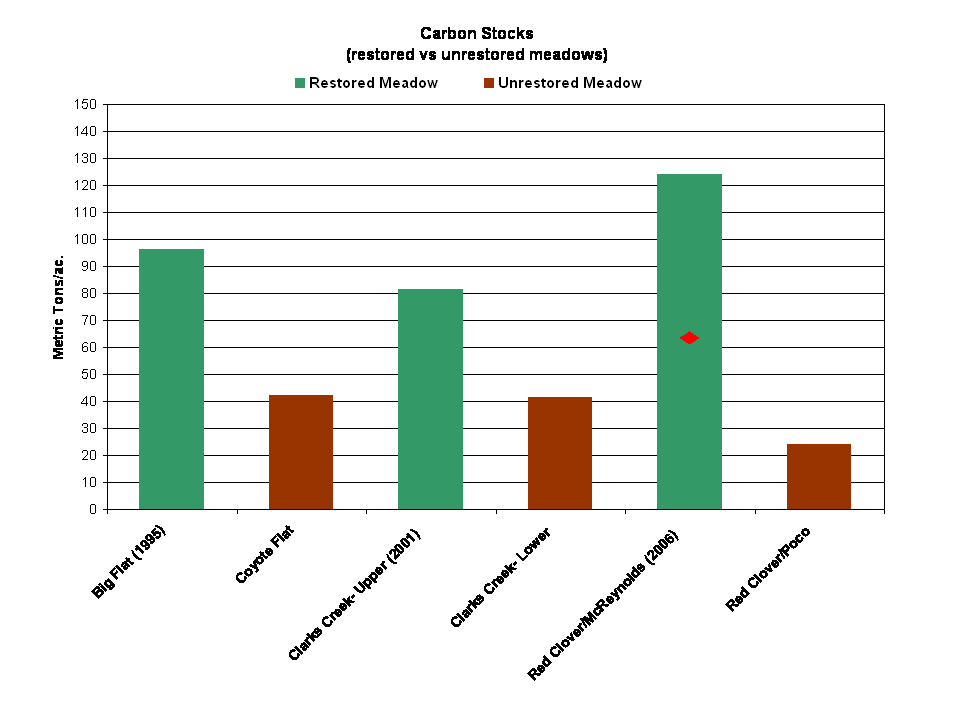 Carbon Stocks
(restored vs unrestored meadows)
Restored Meadow Unrestored Meadow
150
140
130
120
110
100
90
80
70
60
50
40
30
20
10
0
Metric Tons/ac.
Big Flat (1995)
Coyote Flat
Clarks Creek- Upper (2001)
Clarks Creek- Lower
Red Clover/McReynolds (2006)
Red Clover/Poco